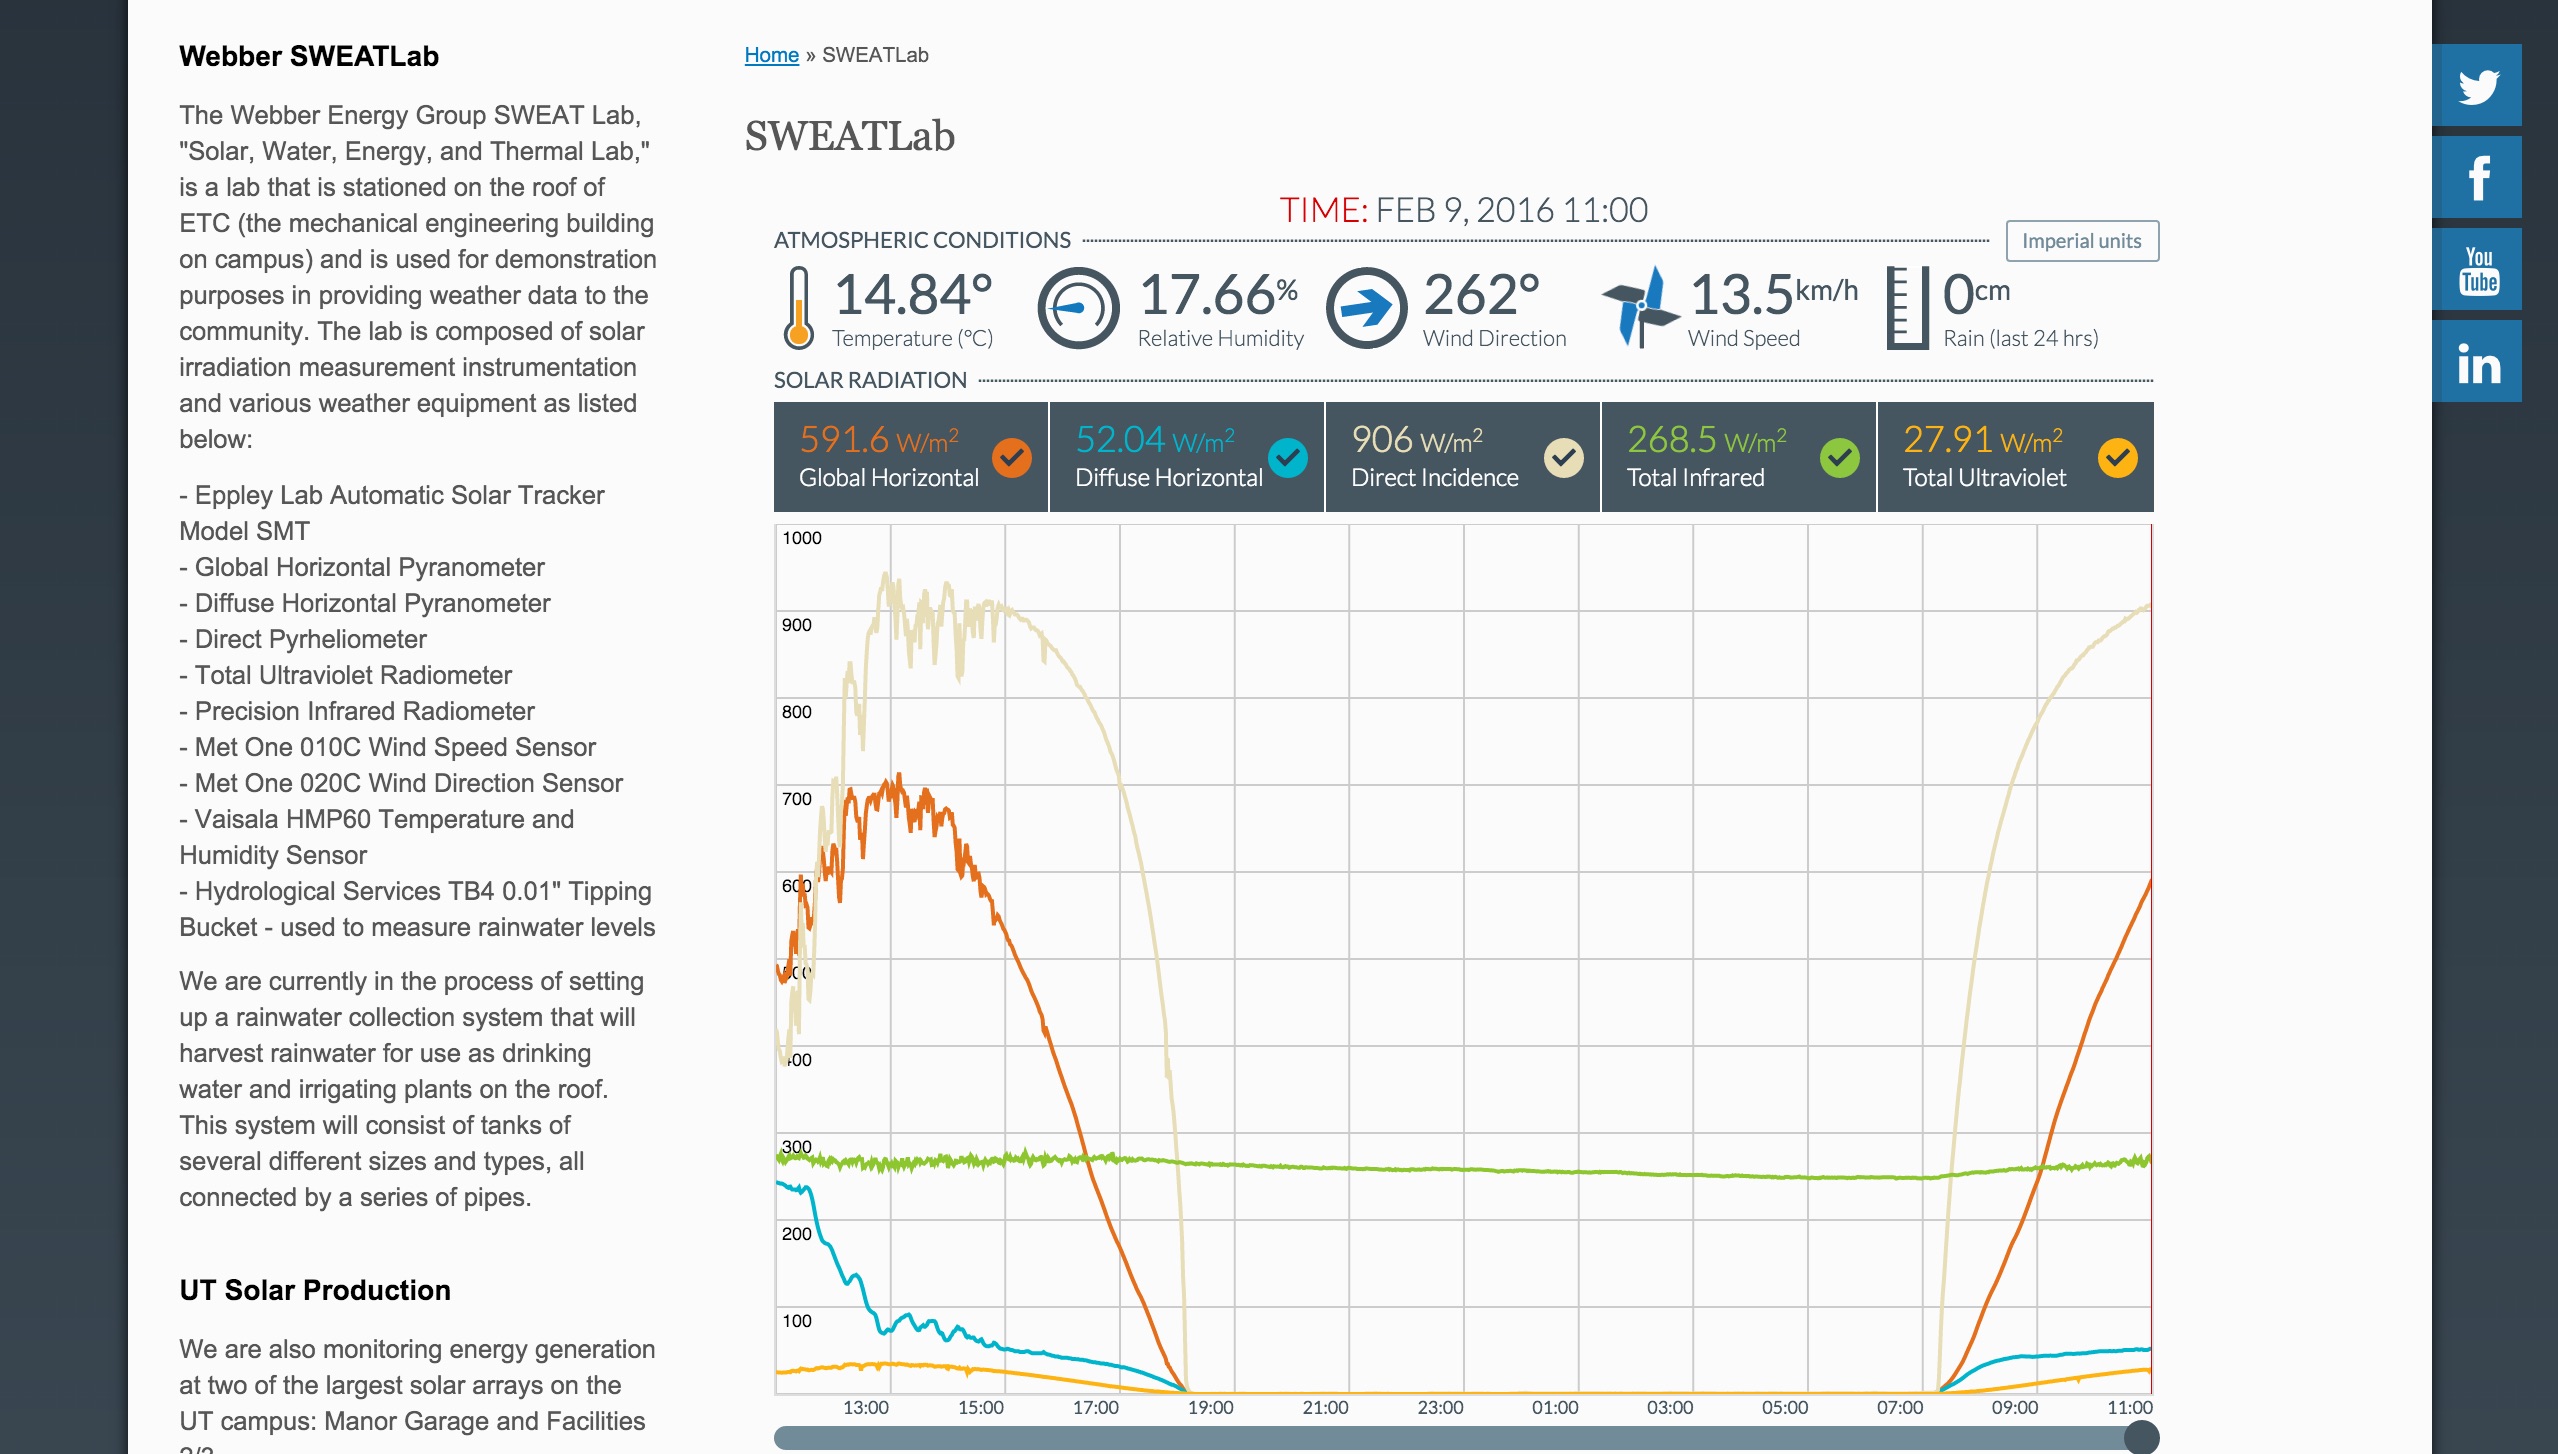 Webber SWEATLab
The Webber Energy Group SWEAT Lab,
"Solar, Water, Energy, and Thermal Lab,"
is a lab that is stationed on the roof of
ETC (the mechanical engineering building
on campus) and is used for demonstration
purposes in providing weather data to the
community. The lab is composed of solar
irradiation measurement instrumentation
and various weather equipment as listed
below:
- Eppley Lab Automatic Solar Tracker
Model SMT
- Global Horizontal Pyranometer
- Diffuse Horizontal Pyranometer
- Direct Pyrheliometer
- Total Ultraviolet Radiometer
- Precision Infrared Radiometer
- Met One 010C Wind Speed Sensor
- Met One 020C Wind Direction Sensor
- Vaisala HMP60 Temperature and
Humidity Sensor
- Hydrological Services TB4 0.01" Tipping
Bucket - used to measure rainwater levels
We are currently in the process of setting
up a rainwater collection system that will
harvest rainwater for use as drinking
water and irrigating plants on the roof.
This system will consist of tanks of
several different sizes and types, all
connected by a series of pipes.
UT Solar Production
We are also monitoring energy generation
at two of the largest solar arrays on the
UT campus: Manor Garage and Facilities
Home » SWEATLab
SWEATLab
TIME: FEB 9, 2016 11:00
ATMOSPHERIC CONDITIONS
Imperial units
14.84° 17.66% 262° 13.5km/h 0cm
Temperature (°C) Relative Humidity Wind Direction Wind Speed Rain (last 24 hrs)
SOLAR RADIATION
591.6 W/m² 52.04 W/m² 906 W/m² 268.5 W/m² 27.91 W/m²
Global Horizontal Diffuse Horizontal Direct Incidence Total Infrared Total Ultraviolet
1000
900
800
700
600
500
400
300
200
100
13:00 15:00 17:00 19:00 21:00 23:00 01:00 03:00 05:00 07:00 09:00 11:00
f
You
Tube
in